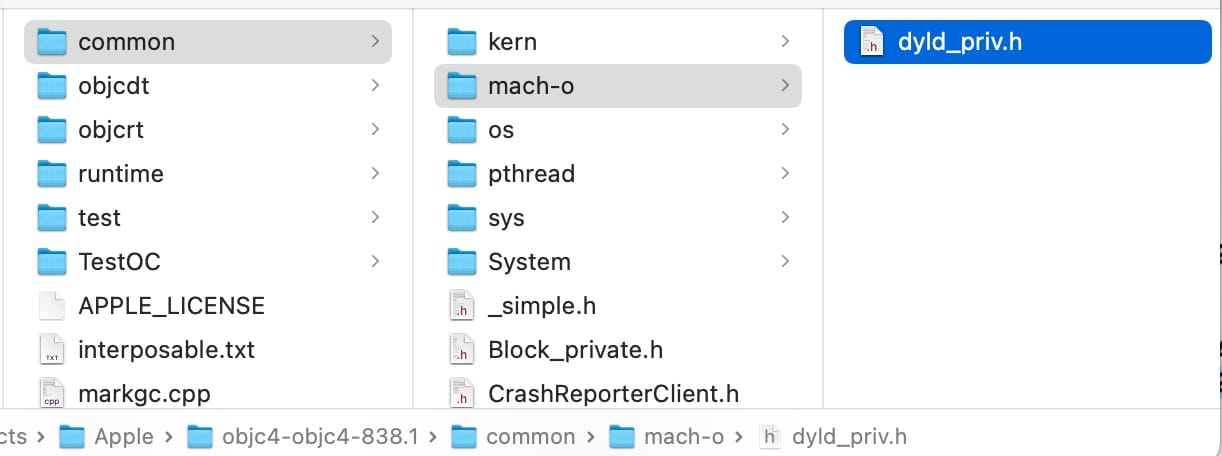 common
objcdt
objcrt
runtime
test
TestOC
APPLE_LICENSE
TXT
interposable.txt
cpp
markgc.cpp
kern
mach-o
os
pthread
sys
System
.h
_simple.h
.h
Block_private.h
.h
CrashReporterClient.h
.h
dyld_priv.h
cts › Apple › objc4-objc4-838.1 › common › mach-o › h dyld_priv.h